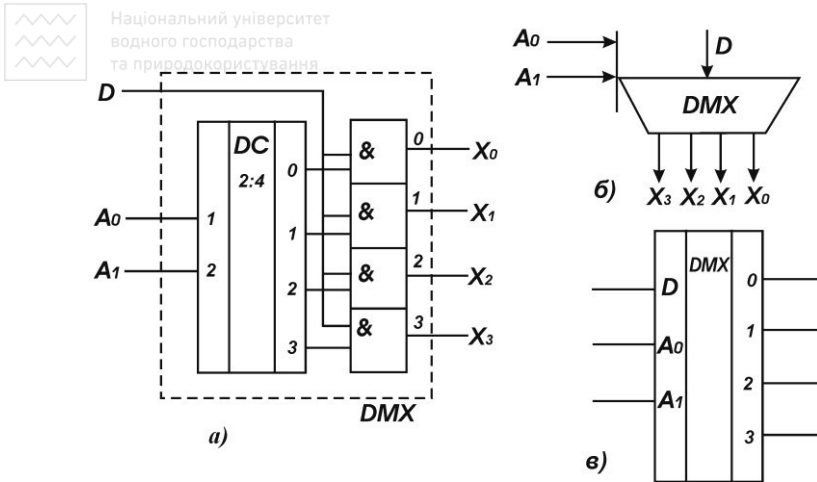 Національний університет
водного господарства
та природокористування
D
DC
2:4
A0
A1
1
2
0
1
2
3
&
&
&
&
0
1
2
3
X0
X1
X2
X3
DMX
а)
A0
A1
D
DMX
X3 X2 X1 X0
б)
D
A0
A1
DMX
0
1
2
3
в)